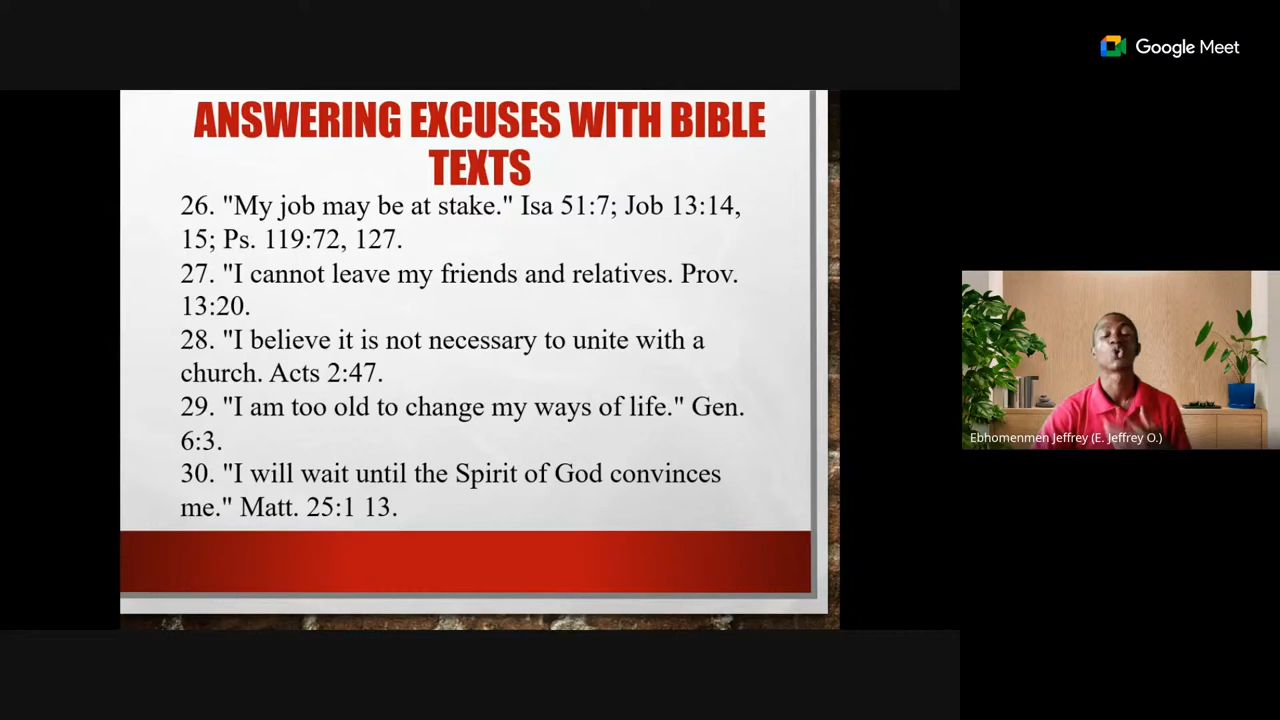 Google Meet
ANSWERING EXCUSES WITH BIBLE
TEXTS
26. "My job may be at stake." Isa 51:7; Job 13:14,
15; Ps. 119:72, 127.
27. "I cannot leave my friends and relatives. Prov.
13:20.
28. "I believe it is not necessary to unite with a
church. Acts 2:47.
29. "I am too old to change my ways of life." Gen.
6:3.
30. "I will wait until the Spirit of God convinces
me." Matt. 25:1 13.
Ebhomenmen Jeffrey (E. Jeffrey O.)